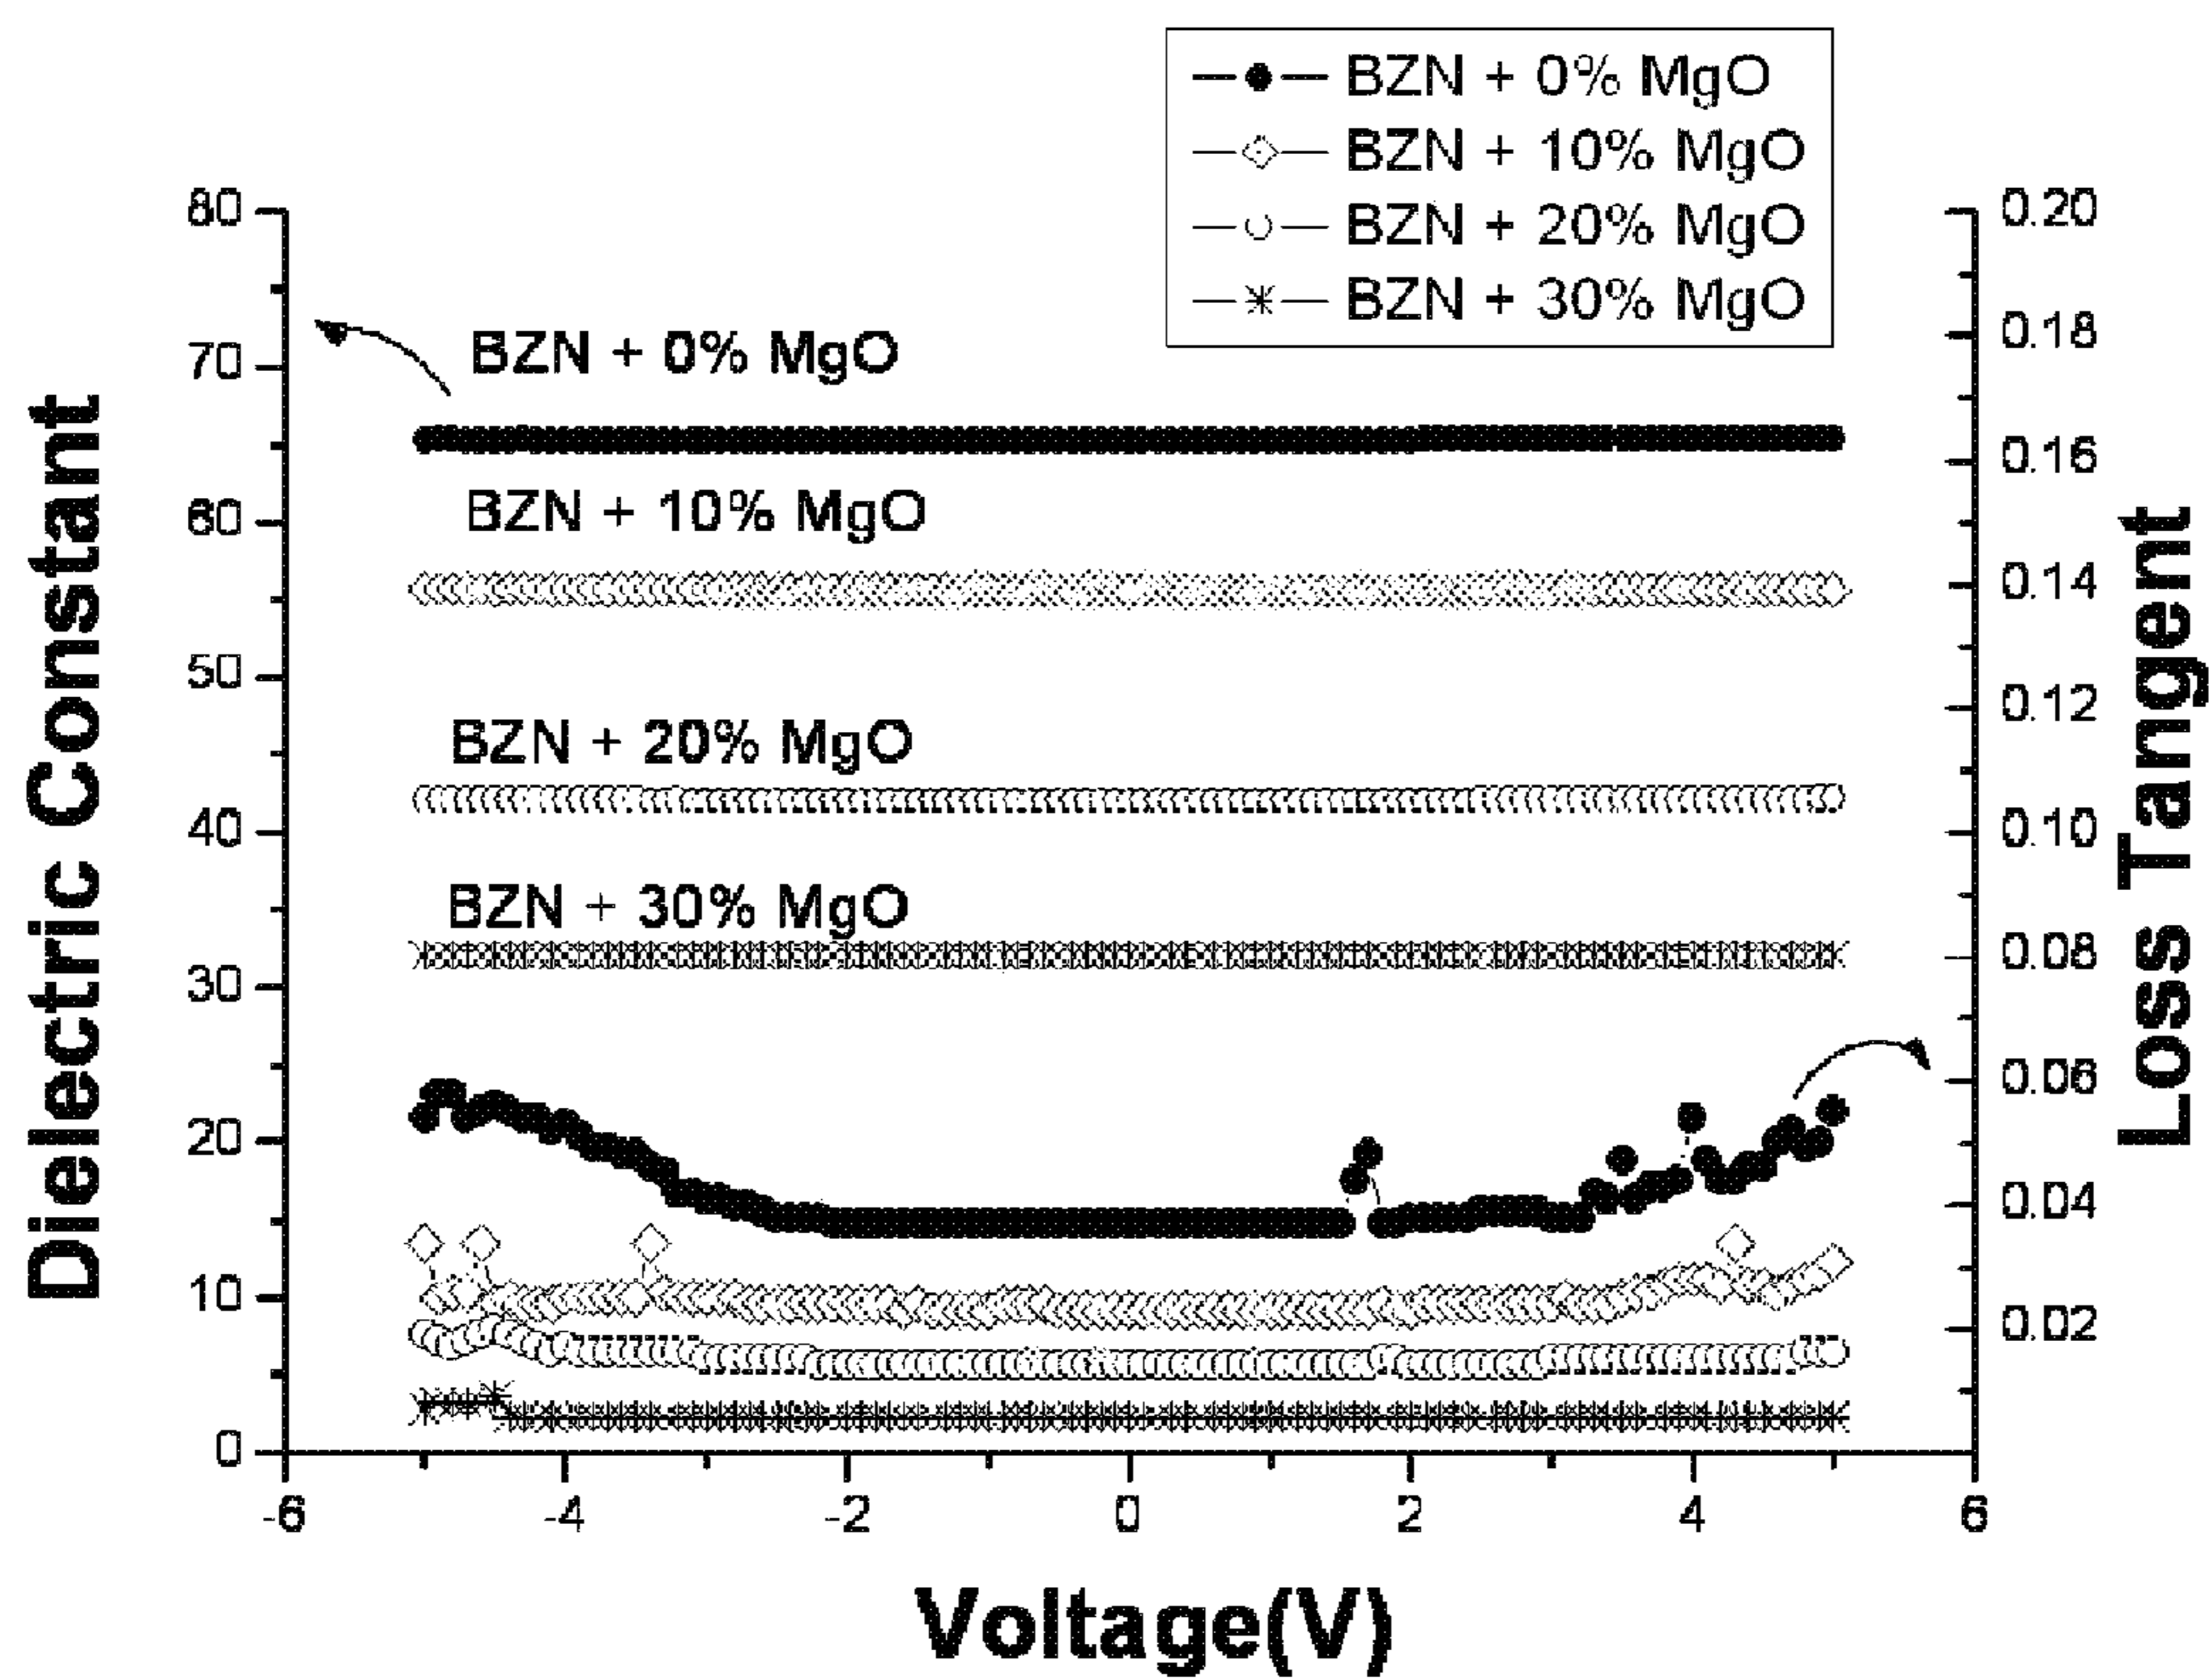 BZN + 0% MgO
BZN + 10% MgO
BZN + 20% MgO
BZN + 30% MgO
80
70
60
50
40
30
20
10
0
Dielectric Constant
BZN + 0% MgO
BZN + 10% MgO
BZN + 20% MgO
BZN + 30% MgO
0.20
0.18
0.16
0.14
0.12
0.10
0.08
0.06
0.04
0.02
Loss Tangent
-6 -4 -2 0 2 4 6
Voltage(V)